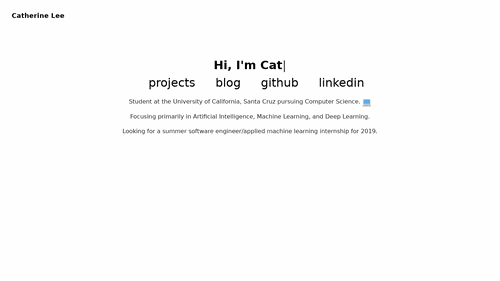 Catherine Lee
Hi, I'm Cat|
projects blog github linkedin
Student at the University of California, Santa Cruz pursuing Computer Science.
Focusing primarily in Artificial Intelligence, Machine Learning, and Deep Learning.
Looking for a summer software engineer/applied machine learning internship for 2019.